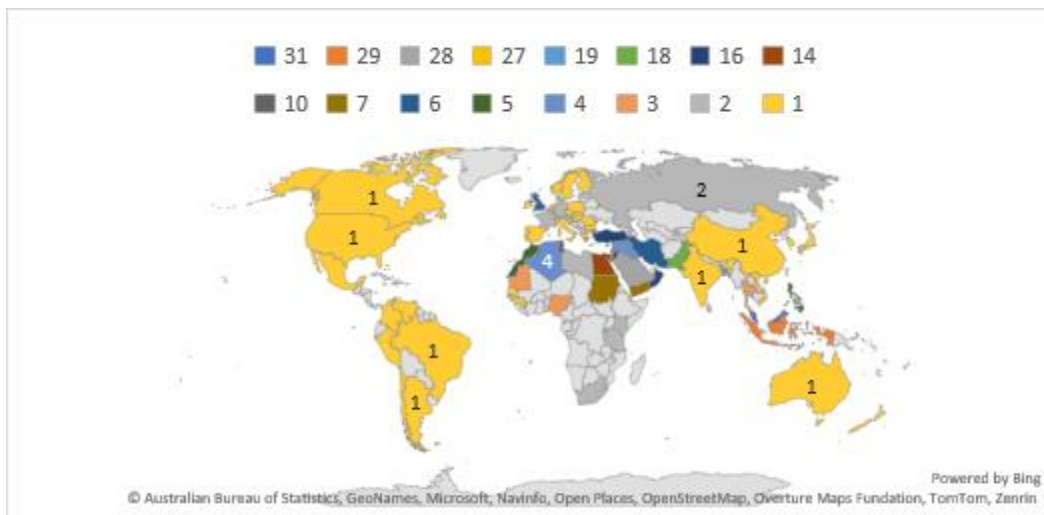 31 29 28 27 19 18 16 14
10 7 6 5 4 3 2 1
2
1
1
4
1
1
1
1
1
Powered by Bing
© Australian Bureau of Statistics, GeoNames, Microsoft, Navinfo, Open Places, OpenStreetMap, Overture Maps Fundation, TomTom, Zenrin